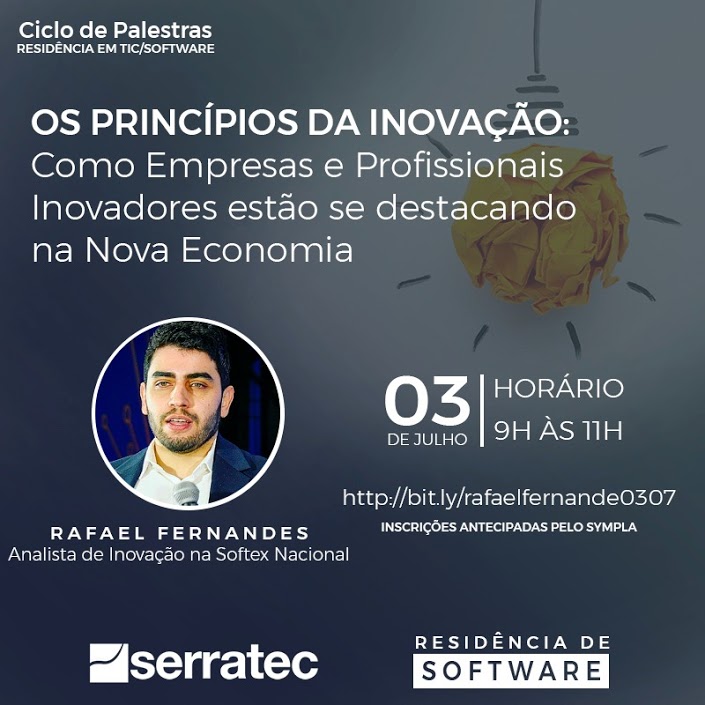 Ciclo de Palestras
RESIDÊNCIA EM TIC/SOFTWARE
OS PRINCÍPIOS DA INOVAÇÃO:
Como Empresas e Profissionais
Inovadores estão se destacando
na Nova Economia
03
DE JULHO
HORÁRIO
9H ÀS 11H
http://bit.ly/rafaelfernande0307
INSCRIÇÕES ANTECIPADAS PELO SYMPLA
RAFAEL FERNANDES
Analista de Inovação na Softex Nacional
serratec
RESIDÊNCIA DE
SOFTWARE